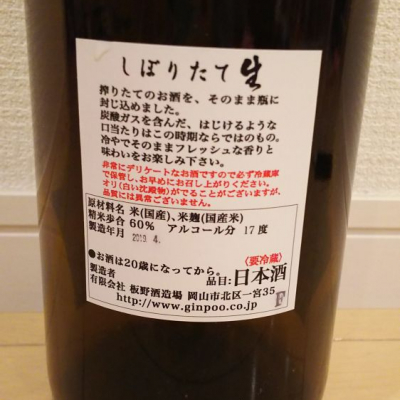 しぼりたて生
搾りたてのお酒を、そのまま瓶に
封じ込めました。
炭酸ガスを含んだ、はじけるような
口当たりはこの時期ならではのもの。
冷やでそのままフレッシュな香りと
味わいをお楽しみ下さい。
非常にデリケートなお酒ですので必ず冷蔵庫
で保管し、お早めにお召し上がりください。
オリ(白い沈殿物)がでることがございますが、
品質には異常ございません。
原材料名 米(国産)、米麹(国産米)
精米歩合 60% アルコール分 17度
製造年月 2019. 4.
●お酒は20歳になってから。 〈要冷蔵〉
製造者 品目:日本酒
有限会社 板野酒造場 岡山市北区一宮35
http://www.ginpoo.co.jp F